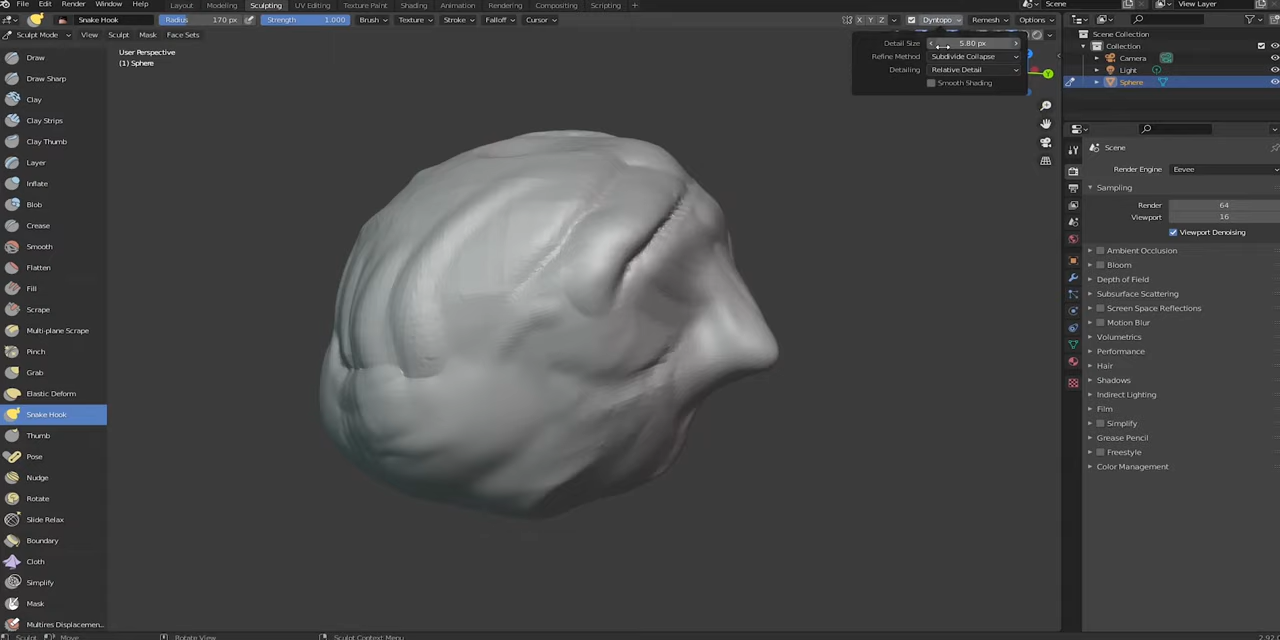 File Edit Render Window Help Layout Modeling Sculpting UV Editing Texture Paint Shading Animation Rendering Compositing Scripting + Scene View Layer
Snake Hook Radius 170 px Strength 1.000 Brush Texture Stroke Falloff Cursor X Y Z Dyntopo Remesh Options
Sculpt Mode View Sculpt Mask Face Sets
User Perspective
(1) Sphere
Detail Size 5.80 px
Refine Method Subdivide Collapse
Detailing Relative Detail
Smooth Shading
Y
Draw
Draw Sharp
Clay
Clay Strips
Clay Thumb
Layer
Inflate
Blob
Crease
Smooth
Flatten
Fill
Scrape
Multi-plane Scrape
Pinch
Grab
Elastic Deform
Snake Hook
Thumb
Pose
Nudge
Rotate
Slide Relax
Boundary
Cloth
Simplify
Mask
Multires Displacemen...
Scene Collection
Collection
Camera
Light
Sphere
Scene
Render Engine Eevee
Sampling
Render 64
Viewport 16
Viewport Denoising
Ambient Occlusion
Bloom
Depth of Field
Subsurface Scattering
Screen Space Reflections
Motion Blur
Volumetrics
Performance
Hair
Shadows
Indirect Lighting
Film
Simplify
Grease Pencil
Freestyle
Color Management
Sculpt Move Rotate View Sculpt Context Menu